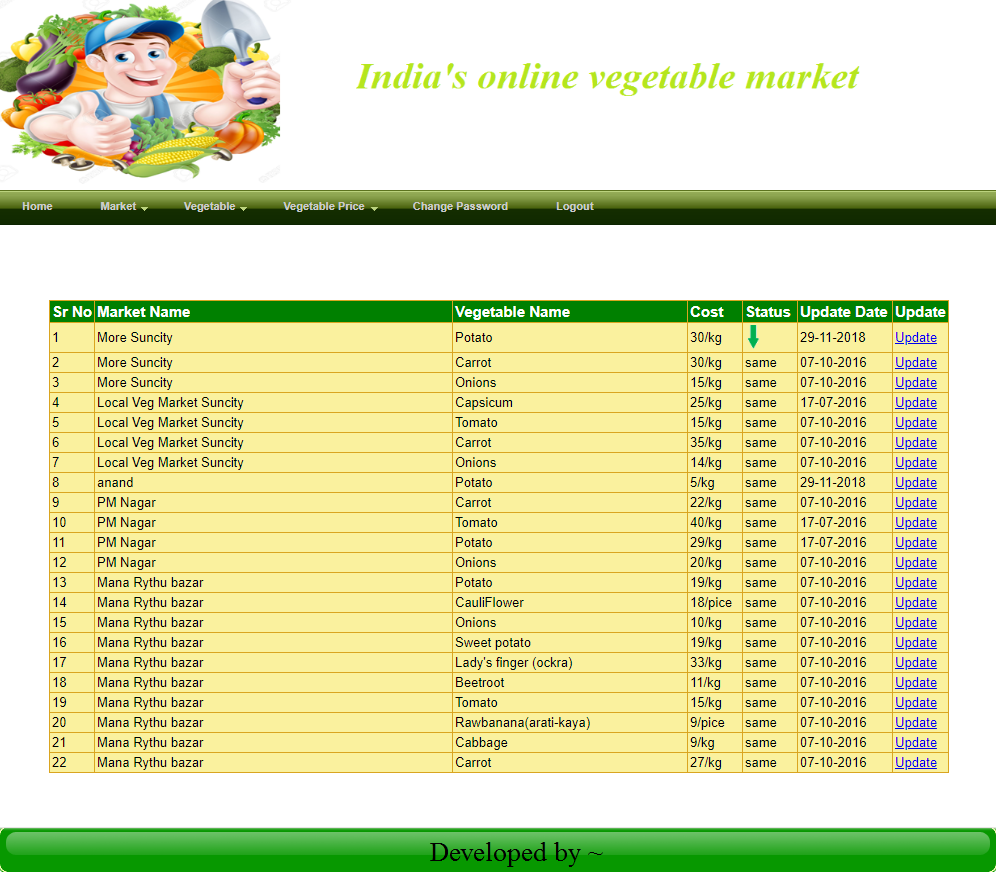 India's online vegetable market
Home Market Vegetable Vegetable Price Change Password Logout
Sr No Market Name Vegetable Name Cost Status Update Date Update
1 More Suncity Potato 30/kg 29-11-2018 Update
2 More Suncity Carrot 30/kg same 07-10-2016 Update
3 More Suncity Onions 15/kg same 07-10-2016 Update
4 Local Veg Market Suncity Capsicum 25/kg same 17-07-2016 Update
5 Local Veg Market Suncity Tomato 15/kg same 07-10-2016 Update
6 Local Veg Market Suncity Carrot 35/kg same 07-10-2016 Update
7 Local Veg Market Suncity Onions 14/kg same 07-10-2016 Update
8 anand Potato 5/kg same 29-11-2018 Update
9 PM Nagar Carrot 22/kg same 07-10-2016 Update
10 PM Nagar Tomato 40/kg same 17-07-2016 Update
11 PM Nagar Potato 29/kg same 17-07-2016 Update
12 PM Nagar Onions 20/kg same 07-10-2016 Update
13 Mana Rythu bazar Potato 19/kg same 07-10-2016 Update
14 Mana Rythu bazar CauliFlower 18/pice same 07-10-2016 Update
15 Mana Rythu bazar Onions 10/kg same 07-10-2016 Update
16 Mana Rythu bazar Sweet potato 19/kg same 07-10-2016 Update
17 Mana Rythu bazar Lady's finger (ockra) 33/kg same 07-10-2016 Update
18 Mana Rythu bazar Beetroot 11/kg same 07-10-2016 Update
19 Mana Rythu bazar Tomato 15/kg same 07-10-2016 Update
20 Mana Rythu bazar Rawbanana(arati-kaya) 9/pice same 07-10-2016 Update
21 Mana Rythu bazar Cabbage 9/kg same 07-10-2016 Update
22 Mana Rythu bazar Carrot 27/kg same 07-10-2016 Update
Developed by ~